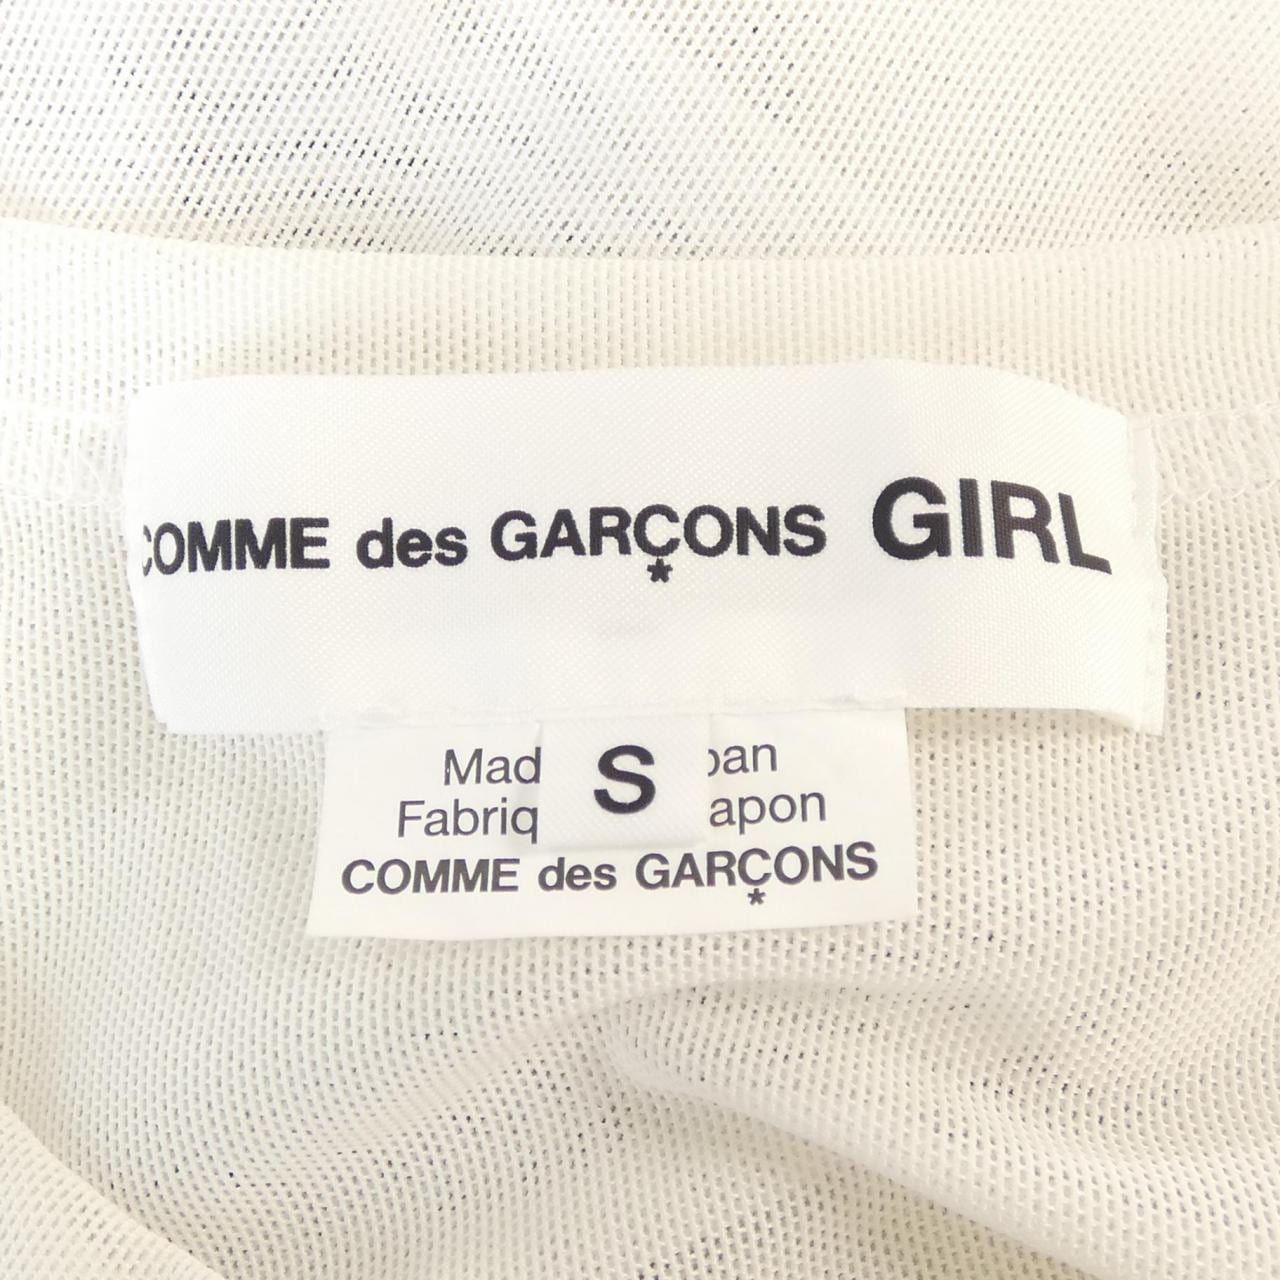 COMME des GARÇONS GIRL
*
S
Mad pan
Fabriq apon
COMME des GARÇONS
*